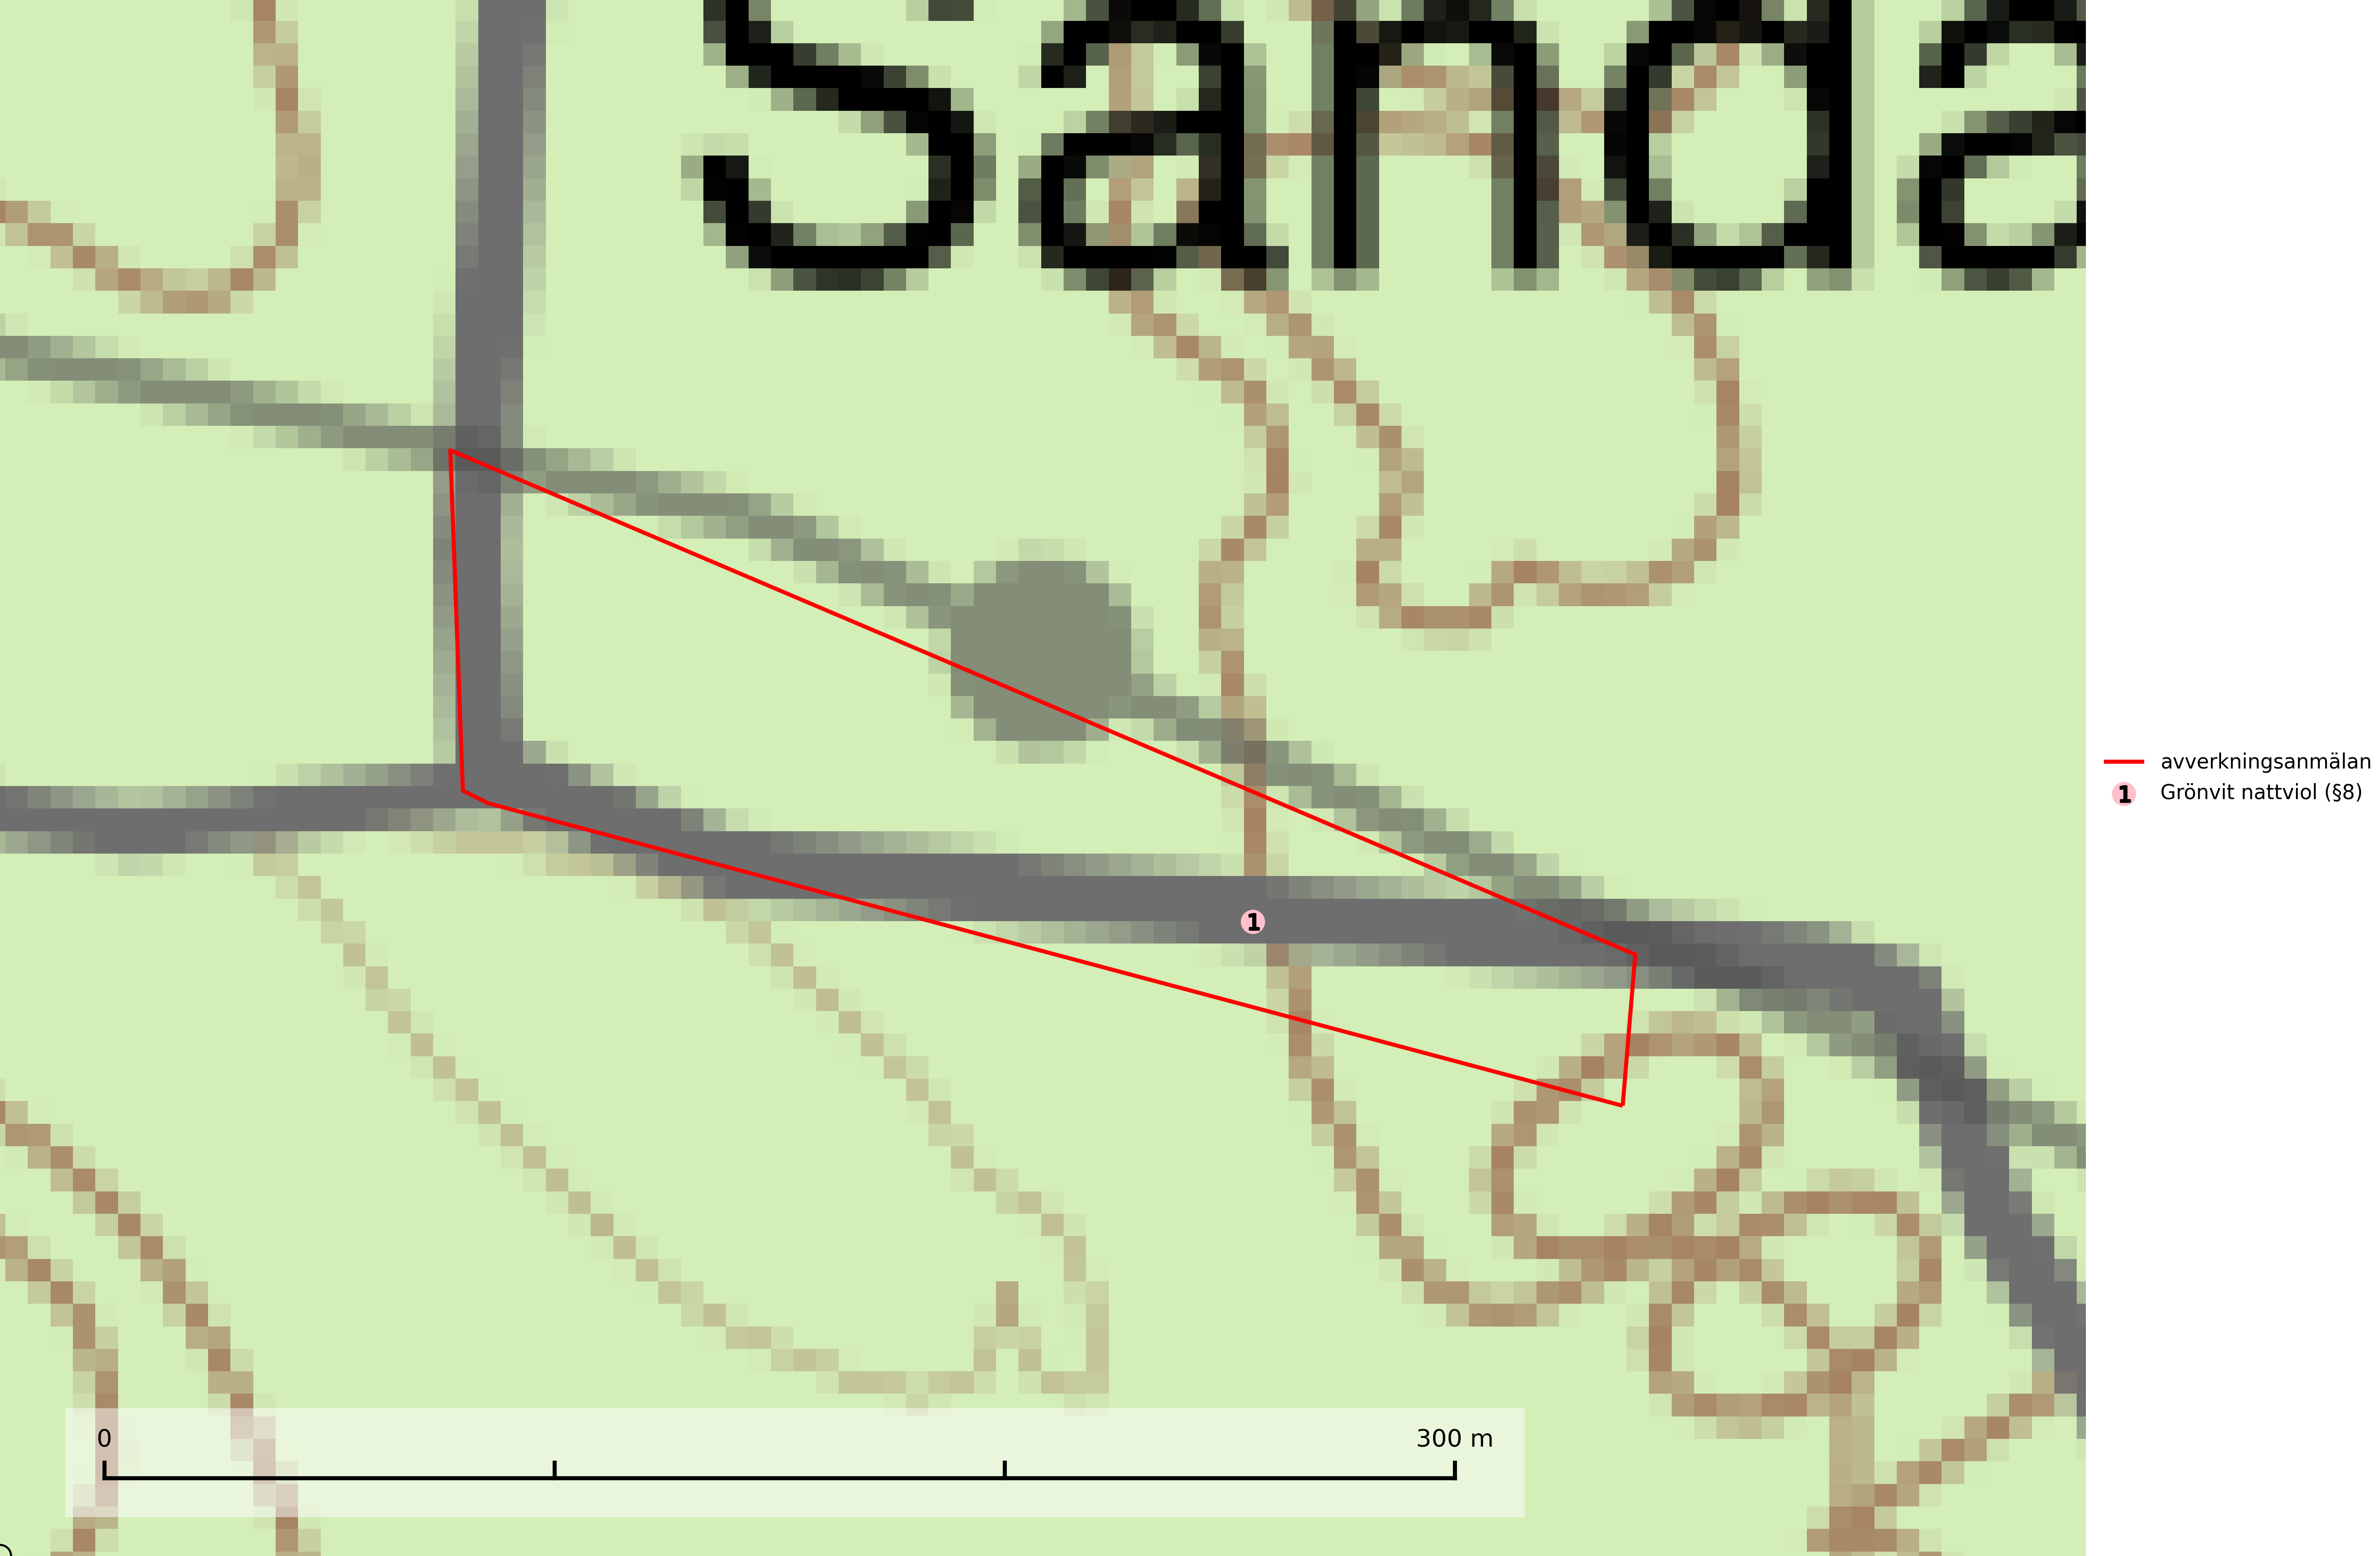 Sanda
avverkningsanmälan
1 Grönvit nattviol (§8)
1
0 300 m